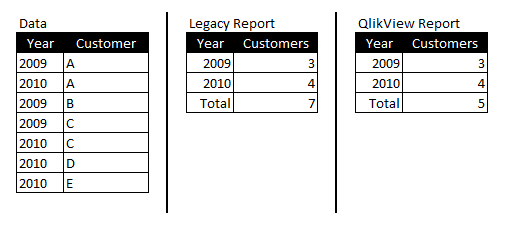 Data
Year Customer
2009 A
2010 A
2009 B
2009 C
2010 C
2010 D
2010 E
Legacy Report
Year Customers
2009 3
2010 4
Total 7
QlikView Report
Year Customers
2009 3
2010 4
Total 5